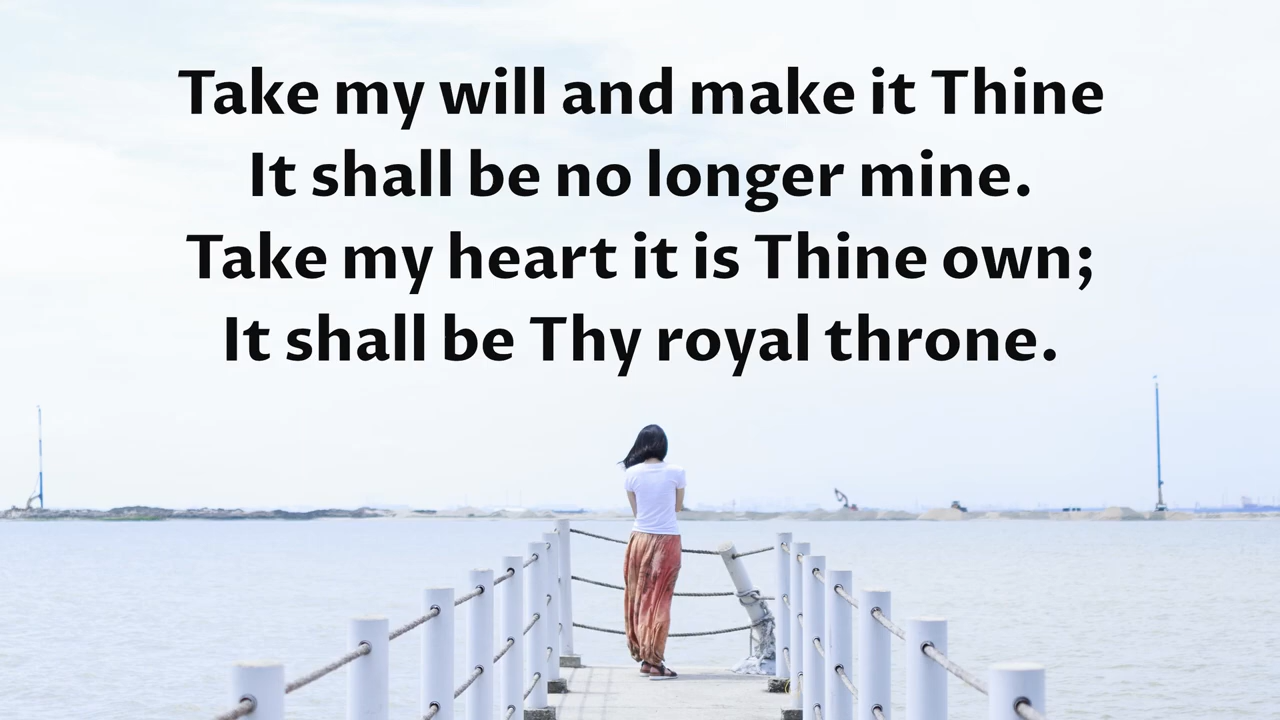 Take my will and make it Thine
It shall be no longer mine.
Take my heart it is Thine own;
It shall be Thy royal throne.